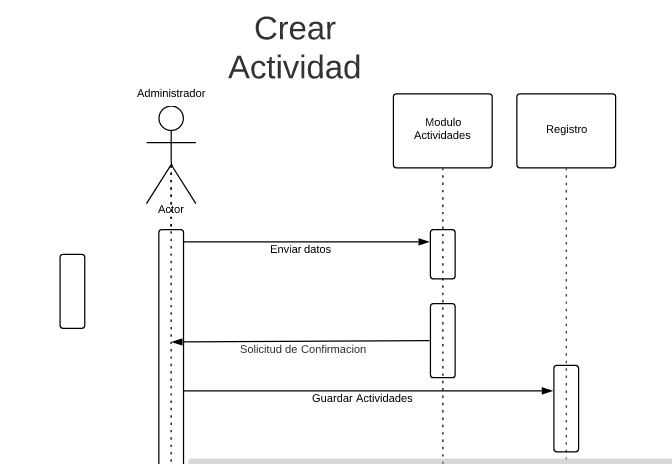 Crear
Actividad
Administrador
Modulo
Actividades
Registro
Actor
Enviar datos
Solicitud de Confirmacion
Guardar Actividades